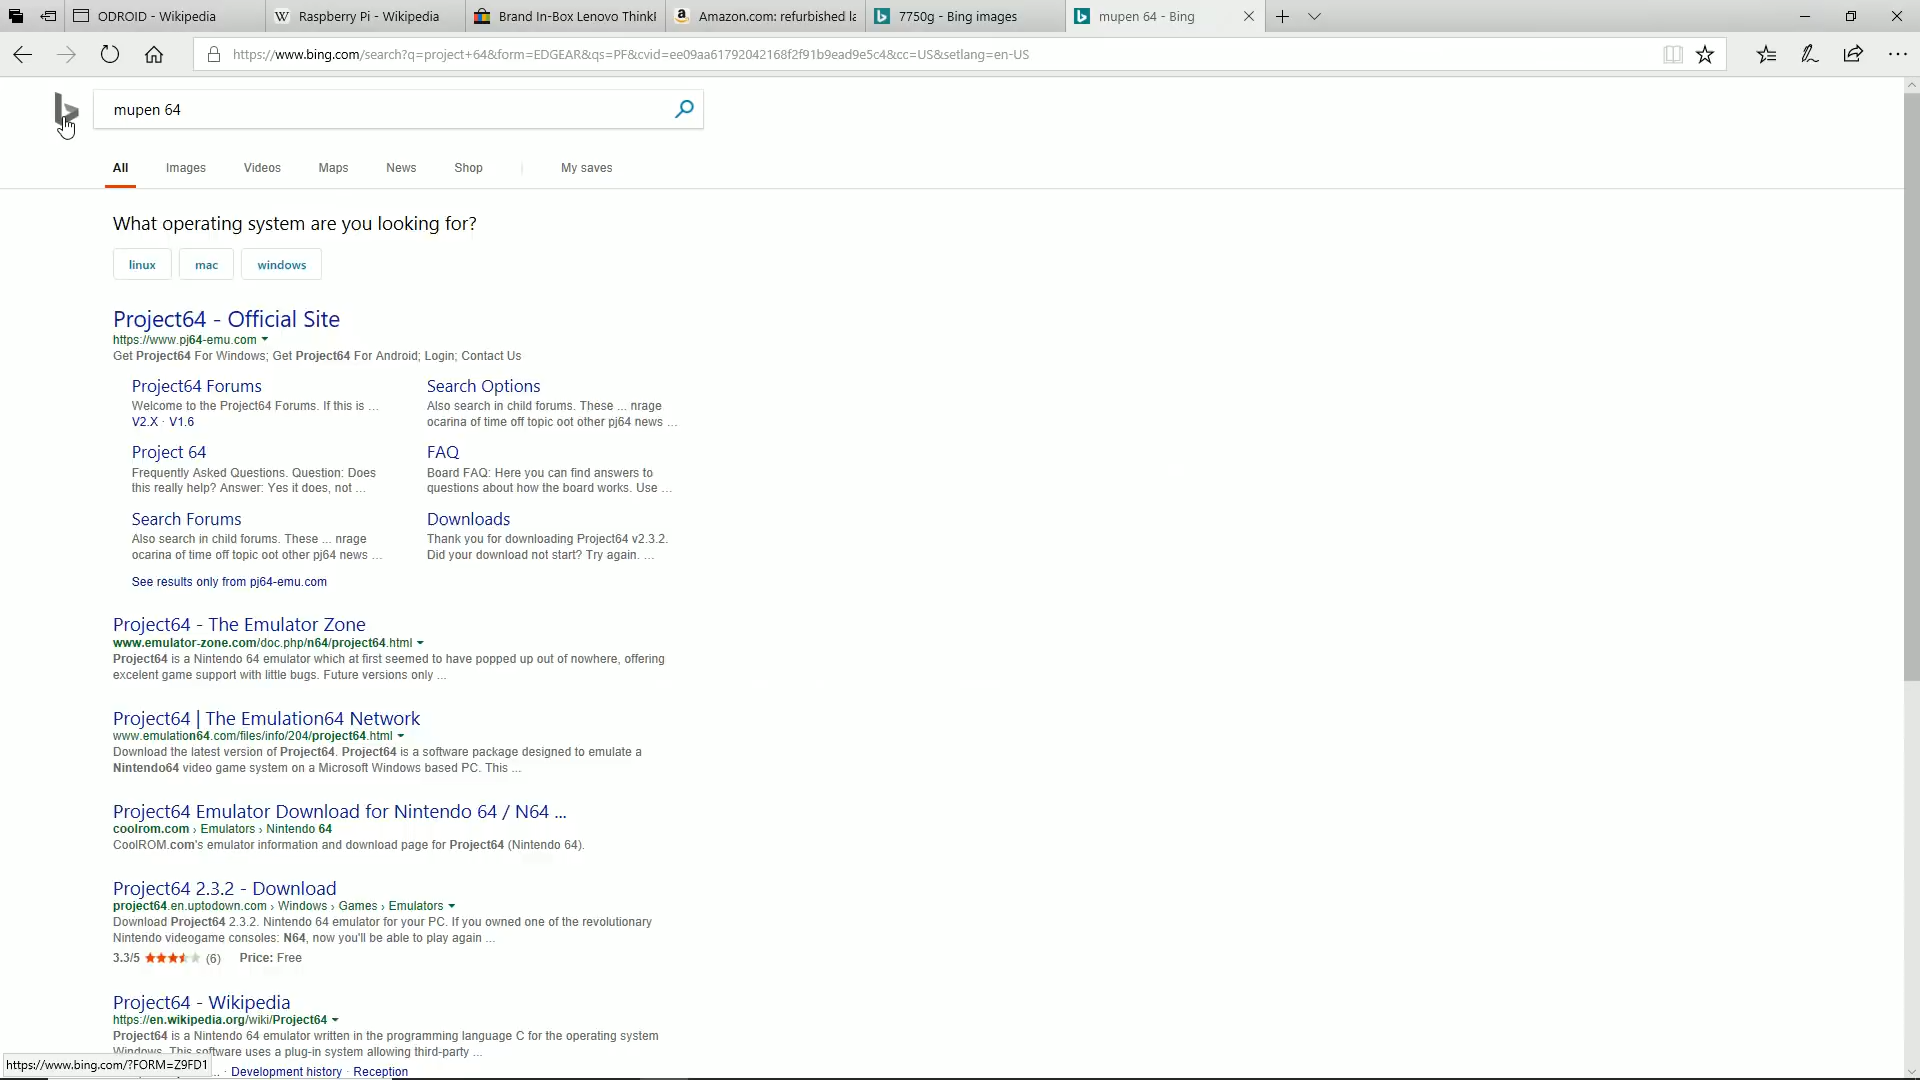 ODROID - Wikipedia
Raspberry Pi - Wikipedia
Brand In-Box Lenovo Think
Amazon.com: refurbished la
7750g - Bing images
mupen 64 - Bing
https://www.bing.com/search?q=project+64&form=EDGEAR&qs=PF&cvid=ee09aa61792042168f2f91b9ead9e5c4&cc=US&setlang=en-US
mupen 64
All Images Videos Maps News Shop My saves
What operating system are you looking for?
linux mac windows
Project64 - Official Site
https://www.pj64-emu.com
Get Project64 For Windows; Get Project64 For Android; Login; Contact Us
Project64 Forums
Welcome to the Project64 Forums. If this is ...
V2.X · V1.6
Search Options
Also search in child forums. These ... nrage
ocarina of time off topic oot other pj64 news ...
Project 64
Frequently Asked Questions. Question: Does
this really help? Answer: Yes it does, not ...
FAQ
Board FAQ: Here you can find answers to
questions about how the board works. Use ...
Search Forums
Also search in child forums. These ... nrage
ocarina of time off topic oot other pj64 news ...
Downloads
Thank you for downloading Project64 v2.3.2.
Did your download not start? Try again. ...
See results only from pj64-emu.com
Project64 - The Emulator Zone
www.emulator-zone.com/doc.php/n64/project64.html
Project64 is a Nintendo 64 emulator which at first seemed to have popped up out of nowhere, offering
excelent game support with little bugs. Future versions only ...
Project64 | The Emulation64 Network
www.emulation64.com/files/info/204/project64.html
Download the latest version of Project64. Project64 is a software package designed to emulate a
Nintendo64 video game system on a Microsoft Windows based PC. This ...
Project64 Emulator Download for Nintendo 64 / N64 ...
coolrom.com › Emulators › Nintendo 64
CoolROM.com's emulator information and download page for Project64 (Nintendo 64).
Project64 2.3.2 - Download
project64.en.uptodown.com › Windows › Games › Emulators
Download Project64 2.3.2. Nintendo 64 emulator for your PC. If you owned one of the revolutionary
Nintendo videogame consoles: N64, now you'll be able to play again ...
3.3/5 (6) Price: Free
Project64 - Wikipedia
https://en.wikipedia.org/wiki/Project64
Project64 is a Nintendo 64 emulator written in the programming language C for the operating system
Windows. This software uses a plug-in system allowing third-party ...
https://www.bing.com/?FORM=Z9FD1
... · Development history · Reception